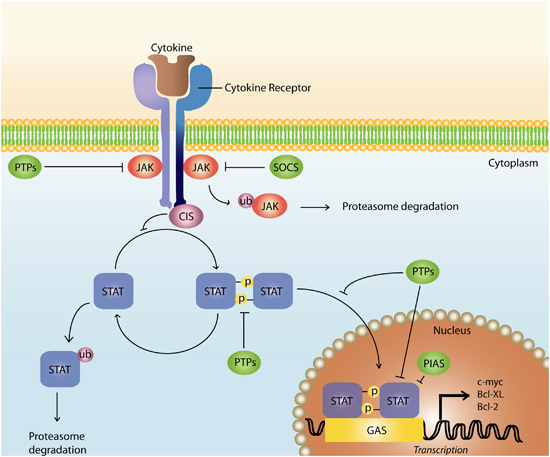 Cytokine
Cytokine Receptor
Cytoplasm
PTPs
JAK
JAK
SOCS
ub
JAK
Proteasome degradation
CIS
PTPs
STAT
STAT
p
p
STAT
Nucleus
ub
STAT
PTPs
PIAS
STAT
p
p
STAT
c-myc
Bcl-XL
Bcl-2
GAS
Proteasome
degradation
Transcription